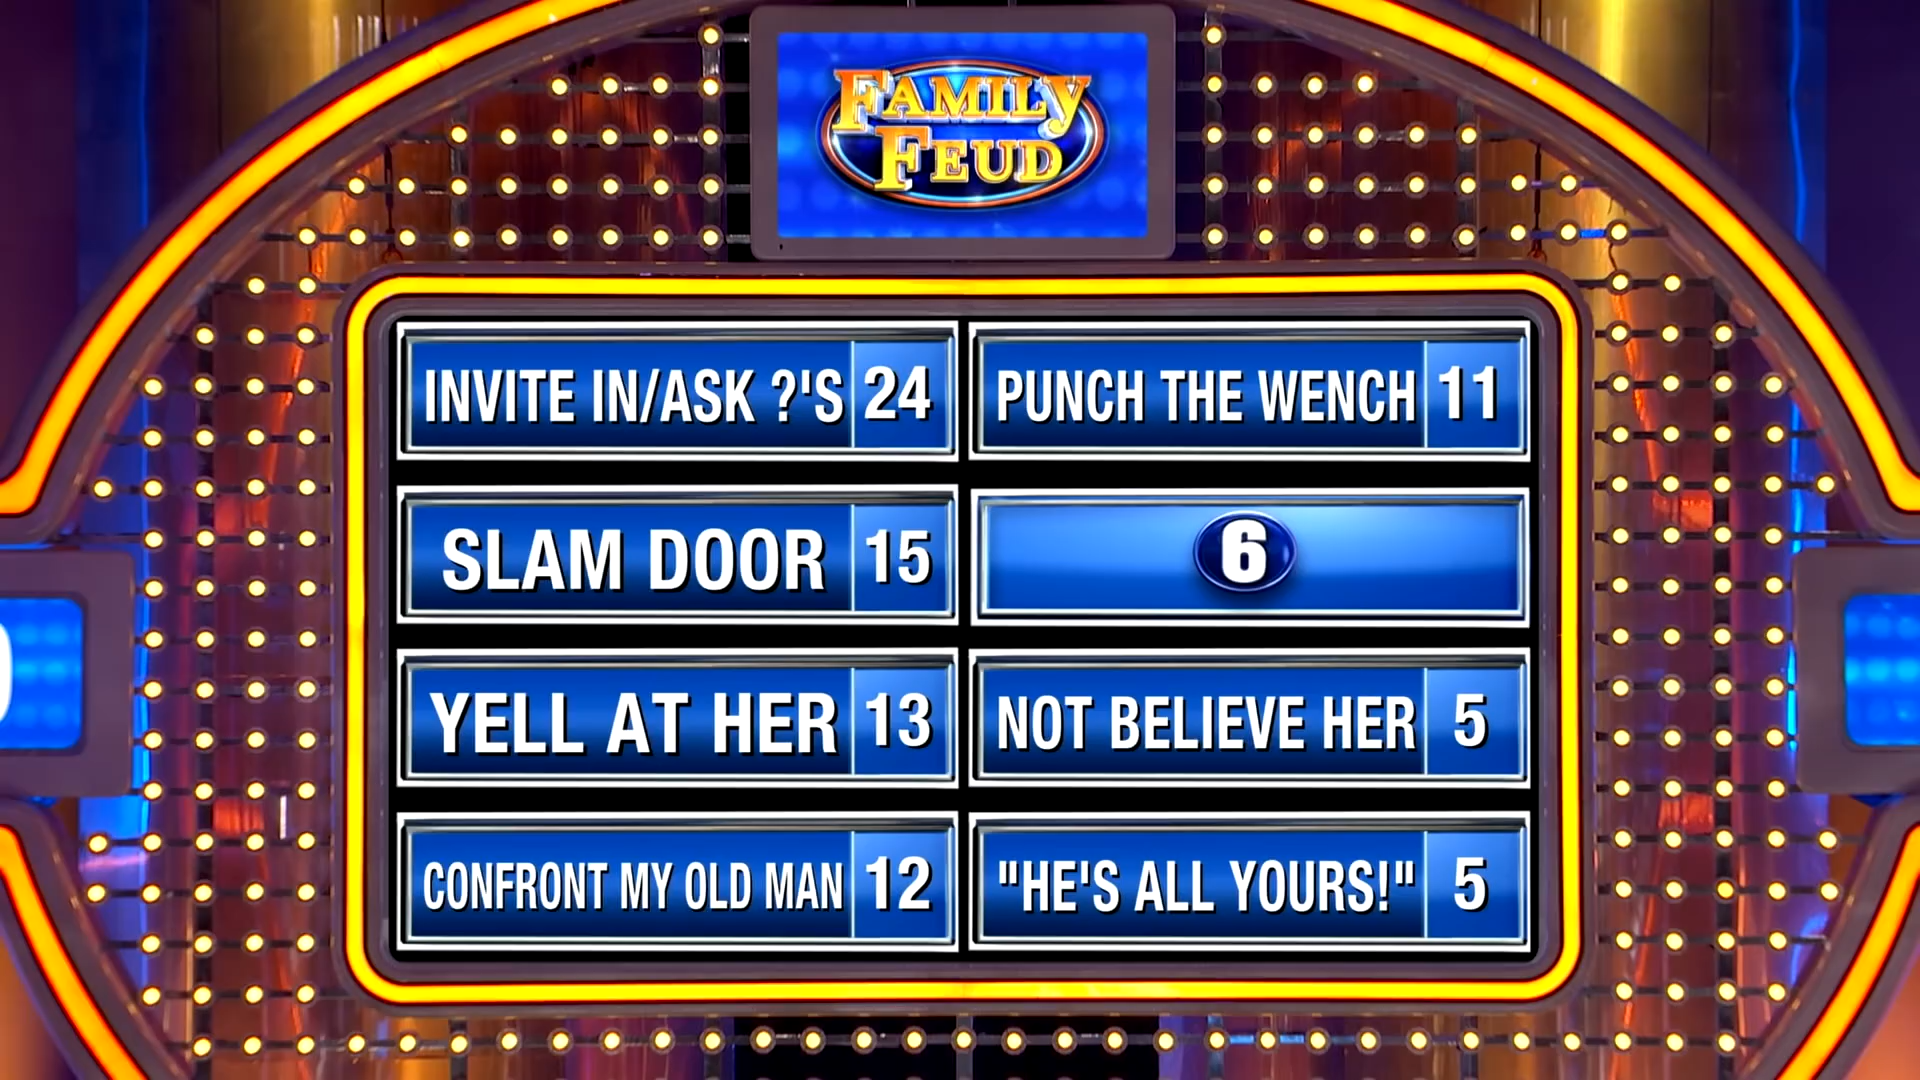 FAMILY
FEUD
INVITE IN/ASK ?'S 24
SLAM DOOR 15
YELL AT HER 13
CONFRONT MY OLD MAN 12
PUNCH THE WENCH 11
6
NOT BELIEVE HER 5
"HE'S ALL YOURS!" 5